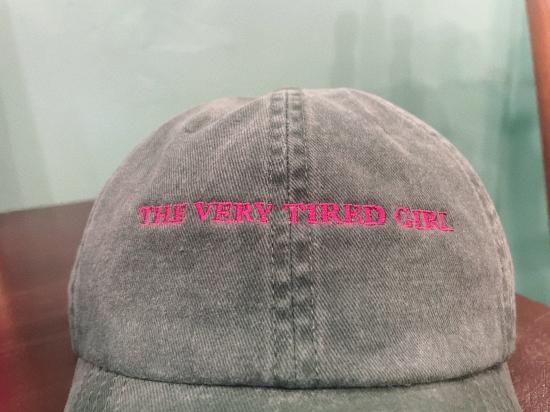 THE VERY TIRED GIRL